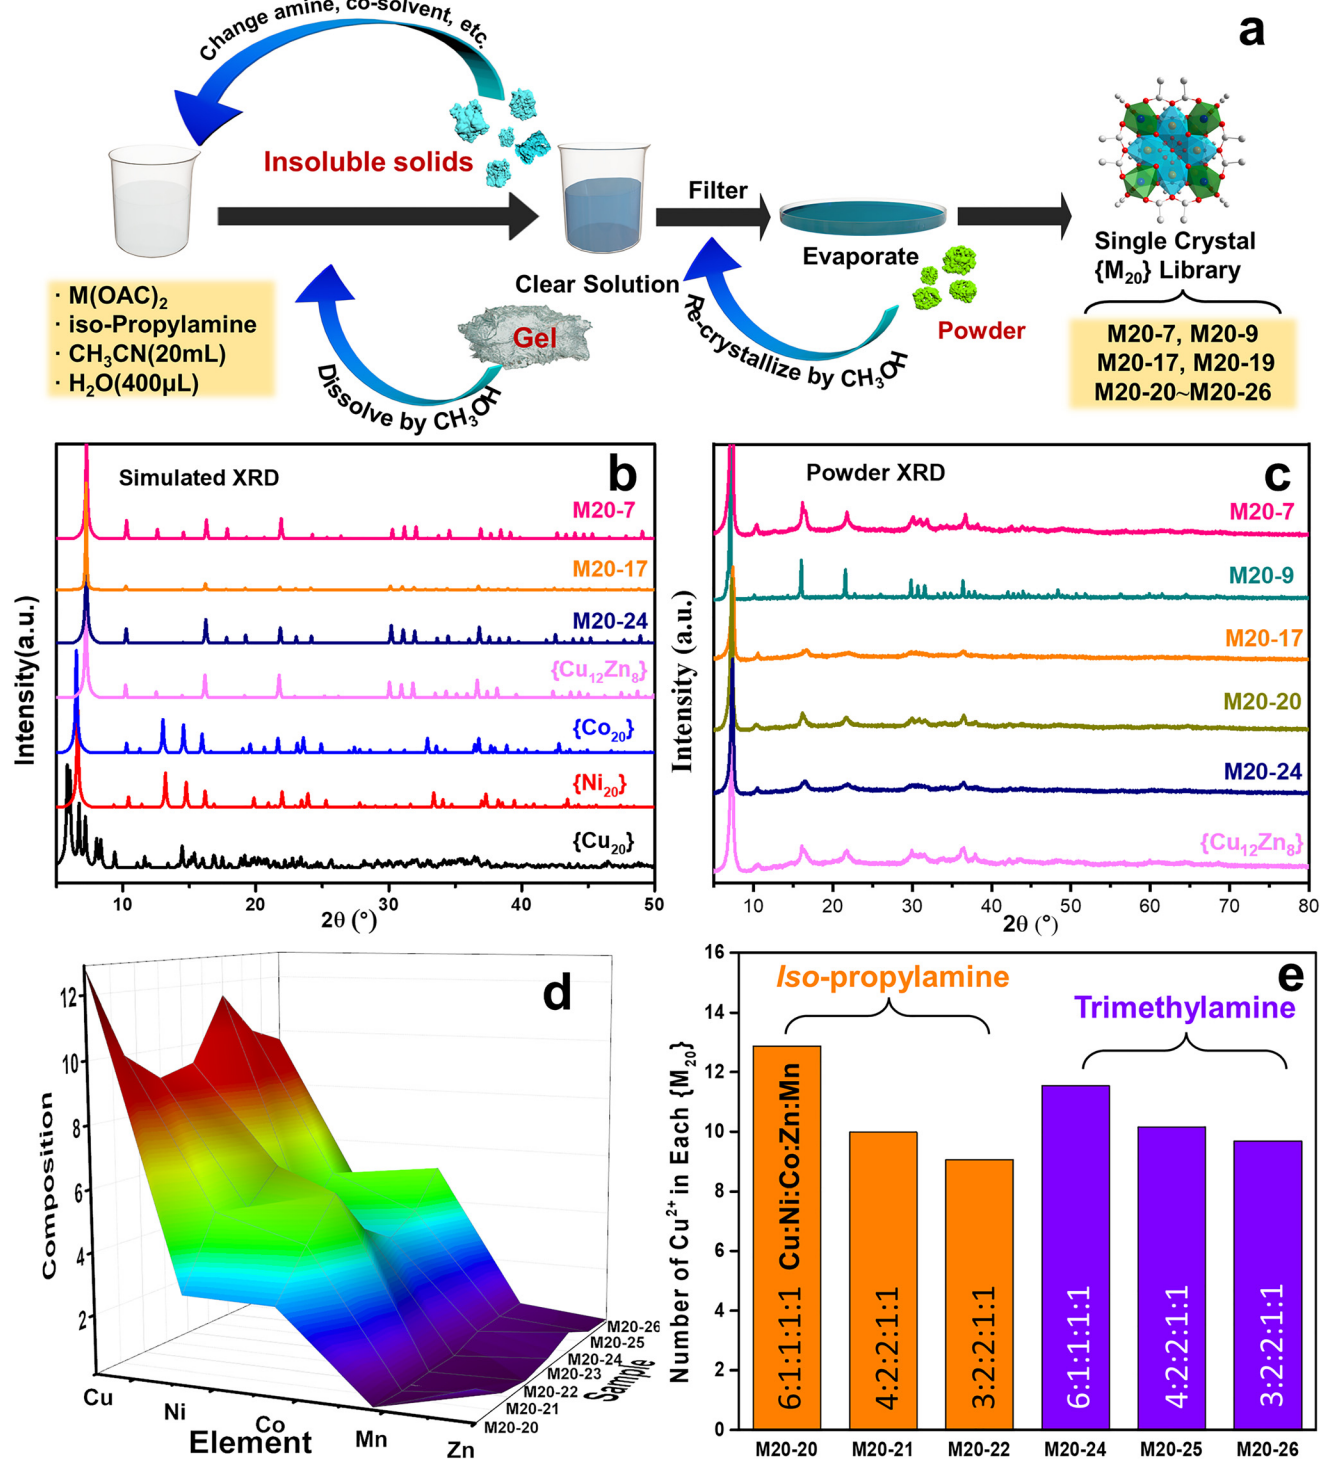 a
Change amine, co-solvent, etc.
Insoluble solids
Filter
Evaporate
Clear Solution
Gel
Dissolve by CH₃OH
Re-crystallize by CH₃OH
Powder
· M(OAC)₂
· iso-Propylamine
· CH₃CN(20mL)
· H₂O(400µL)
Single Crystal
{M₂₀} Library
M20-7, M20-9
M20-17, M20-19
M20-20~M20-26
b
Simulated XRD
M20-7
M20-17
M20-24
{Cu₁₂Zn₈}
{Co₂₀}
{Ni₂₀}
{Cu₂₀}
Intensity(a.u.)
10 20 30 40 50
2θ (°)
c
Powder XRD
M20-7
M20-9
M20-17
M20-20
M20-24
{Cu₁₂Zn₈}
Intensity (a.u.)
10 20 30 40 50 60 70 80
2θ (°)
d
Composition
12
10
8
6
4
2
Cu
Ni
Co
Mn
Zn
Element
M20-26
M20-25
M20-24
M20-23
M20-22
M20-21
M20-20
Sample
e
Iso-propylamine
Trimethylamine
Number of Cu²⁺ in Each {M₂₀}
16
14
12
10
8
6
4
2
0
6:1:1:1:1 Cu:Ni:Co:Zn:Mn
4:2:2:1:1
3:2:2:1:1
6:1:1:1:1
4:2:2:1:1
3:2:2:1:1
M20-20 M20-21 M20-22 M20-24 M20-25 M20-26